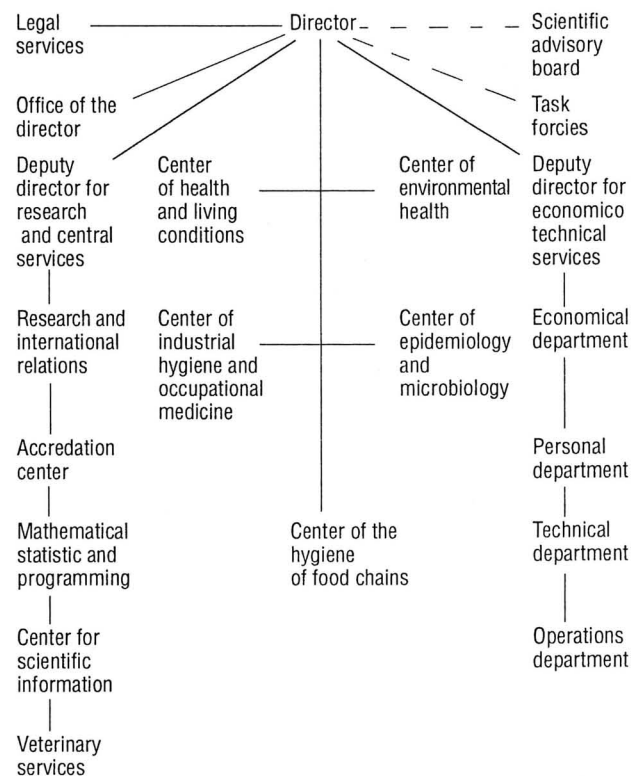 Legal
services
Director
Scientific
advisory
board
Office of the
director
Task
forcies
Deputy
director for
research
and central
services
Center
of health
and living
conditions
Center of
environmental
health
Deputy
director for
economico
technical
services
Research and
international
relations
Center of
industrial
hygiene and
occupational
medicine
Center of
epidemiology
and
microbiology
Economical
department
Accredation
center
Personal
department
Mathematical
statistic and
programming
Center of the
hygiene
of food chains
Technical
department
Center for
scientific
information
Operations
department
Veterinary
services